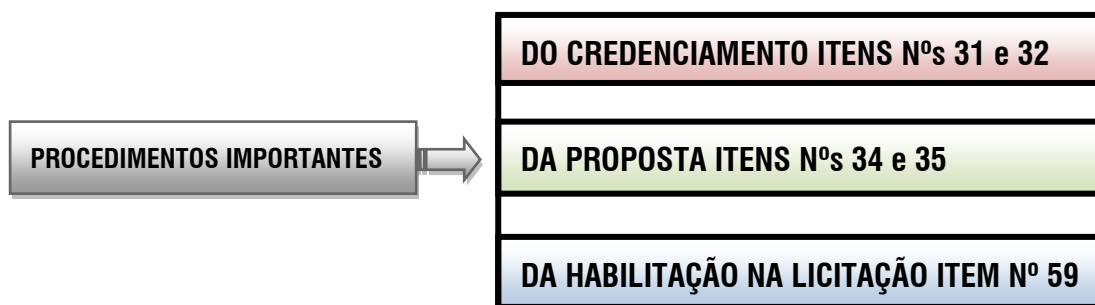 DO CREDENCIAMENTO ITENS Nºs 31 e 32
PROCEDIMENTOS IMPORTANTES
DA PROPOSTA ITENS Nºs 34 e 35
DA HABILITAÇÃO NA LICITAÇÃO ITEM Nº 59